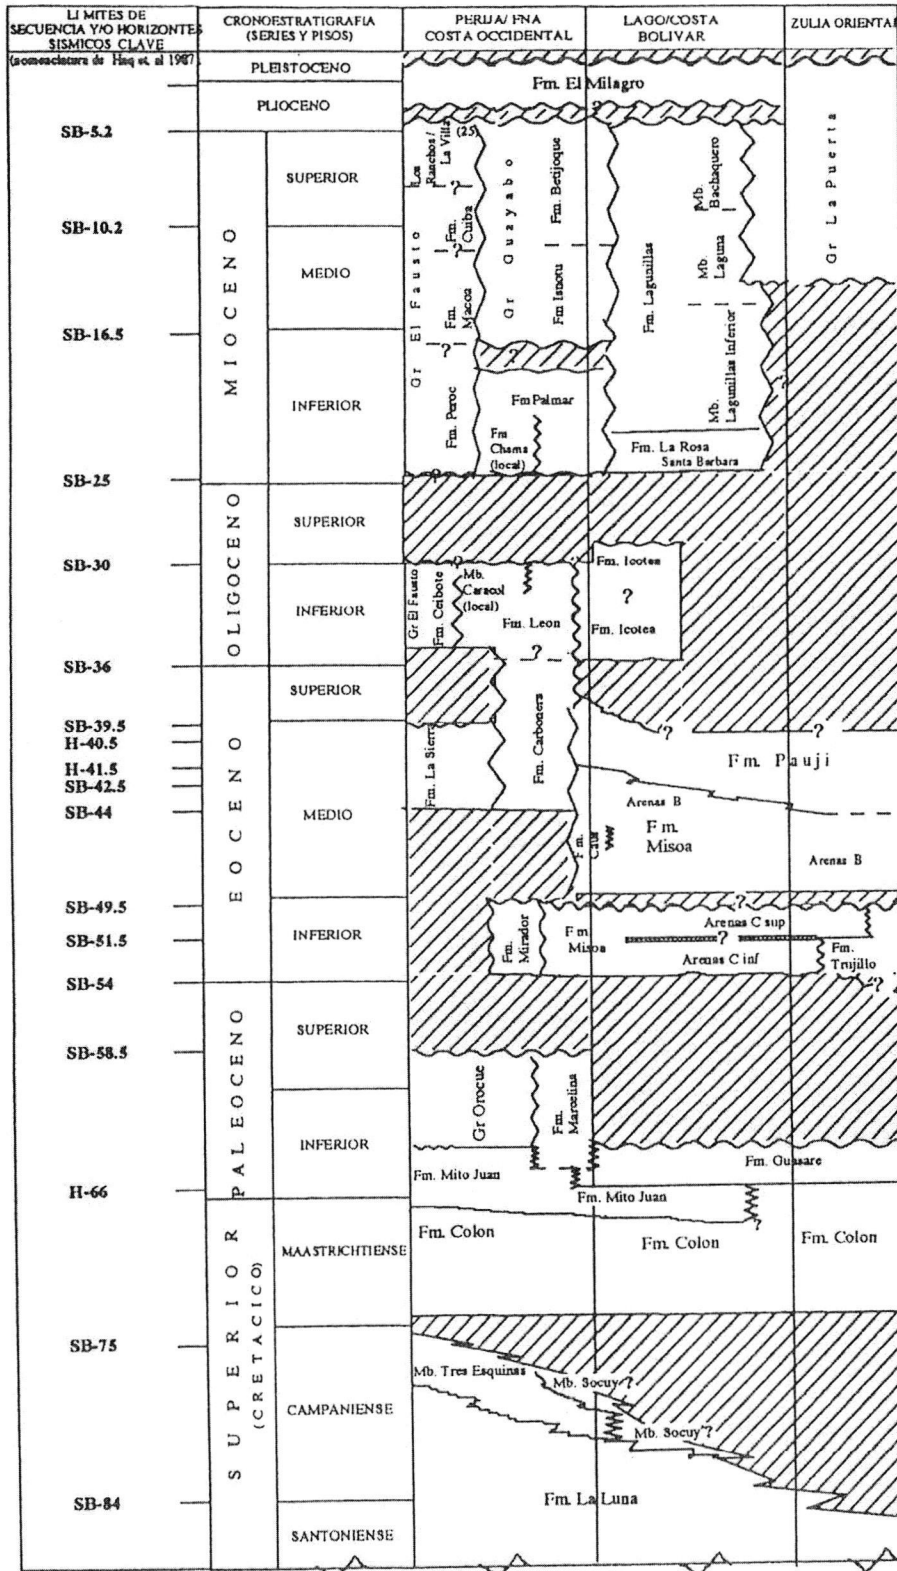 LIMITES DE
SECUENCIA Y/O HORIZONTES
SISMICOS CLAVE
(nomenclatura de Haq et. al 1987)
CRONOESTRATIGRAFIA
(SERIES Y PISOS)
PERIJA/ FNA
COSTA OCCIDENTAL
LAGO/COSTA
BOLIVAR
ZULIA ORIENTAL
PLEISTOCENO
PLIOCENO
Fm. El Milagro
?
SB-5.2
SB-10.2
SB-16.5
SB-25
SB-30
SB-36
SB-39.5
H-40.5
H-41.5
SB-42.5
SB-44
SB-49.5
SB-51.5
SB-54
SB-58.5
H-66
SB-75
SB-84
MIOCENO
SUPERIOR
MEDIO
INFERIOR
OLIGOCENO
SUPERIOR
INFERIOR
EOCENO
SUPERIOR
MEDIO
INFERIOR
PALEOCENO
SUPERIOR
INFERIOR
SUPERIOR
(CRETACICO)
MAASTRICHTIENSE
CAMPANIENSE
SANTONIENSE
Los
Ranchos /
La Villa
(25)
?
Fm.
Cuiba
?
Gr El Fausto
Fm.
Macoa
?
Fm. Peroc
?
Gr Guayabo
Fm. Betijoque
Fm Isnotu
?
Fm Palmar
Fm
Chama
(local)
Fm. Lagunillas
Mb.
Bachaquero
Mb.
Laguna
Mb.
Lagunillas Inferior
?
Fm. La Rosa
Santa Barbara
Gr La Puerta
Gr El Fausto
Fm. Ceibote
?
Mb.
Caracol
(local)
?
Fm. Leon
?
Fm. Icotea
?
Fm. Icotea
Fm. La Sierra
Fm. Carbonera
?
?
Fm. Pauji
Arenas B
Fm.
Misoa
Fm.
Caus
Arenas B
?
Fm.
Mirador
Fm.
Misoa
Arenas C sup
?
Arenas C inf
Fm.
Trujillo
?
Gr Orocue
Fm.
Marcelina
Fm. Guasare
Fm. Mito Juan
Fm. Mito Juan
?
Fm. Colon
Fm. Colon
Fm. Colon
Mb. Tres Esquinas
Mb. Socuy ?
Mb. Socuy ?
Fm. La Luna